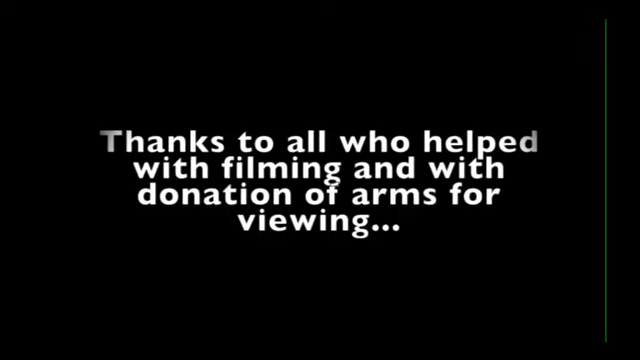 Thanks to all who helped
with filming and with
donation of arms for
viewing...